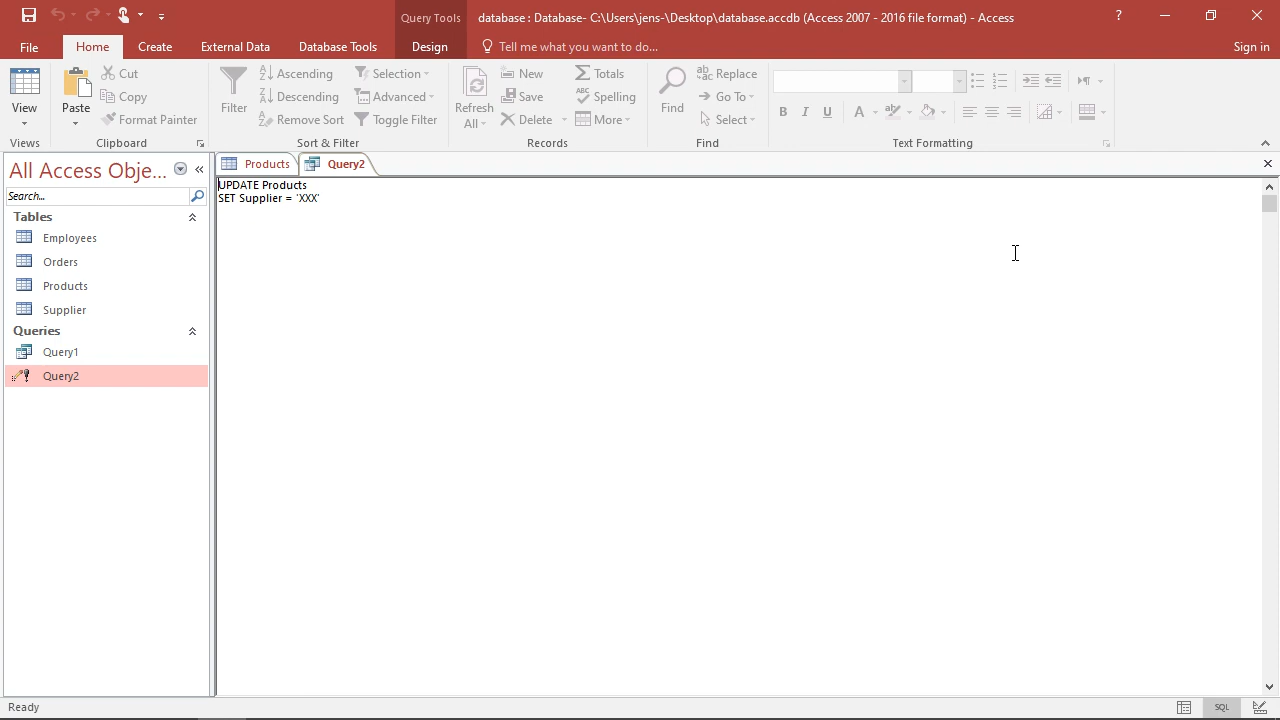 Query Tools
database : Database- C:\Users\jens-\Desktop\database.accdb (Access 2007 - 2016 file format) - Access
?
File
Home
Create
External Data
Database Tools
Design
Tell me what you want to do...
Sign in
View
Views
Paste
Cut
Copy
Format Painter
Clipboard
Filter
Ascending
Descending
Remove Sort
Selection
Advanced
Toggle Filter
Sort & Filter
Refresh
All
New
Save
Delete
Totals
Spelling
More
Records
Find
Replace
Go To
Select
Find
B I U
A
Text Formatting
All Access Obje...
Search...
Tables
Employees
Orders
Products
Supplier
Queries
Query1
Query2
Products
Query2
UPDATE Products
SET Supplier = 'XXX'
Ready
SQL